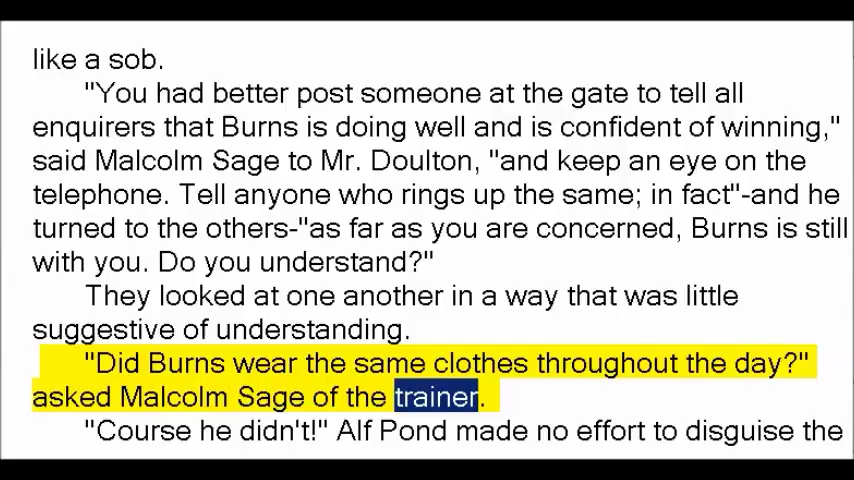 like a sob.
"You had better post someone at the gate to tell all
enquirers that Burns is doing well and is confident of winning,"
said Malcolm Sage to Mr. Doulton, "and keep an eye on the
telephone. Tell anyone who rings up the same; in fact"-and he
turned to the others-"as far as you are concerned, Burns is still
with you. Do you understand?"
They looked at one another in a way that was little
suggestive of understanding.
"Did Burns wear the same clothes throughout the day?"
asked Malcolm Sage of the trainer.
"Course he didn't!" Alf Pond made no effort to disguise the